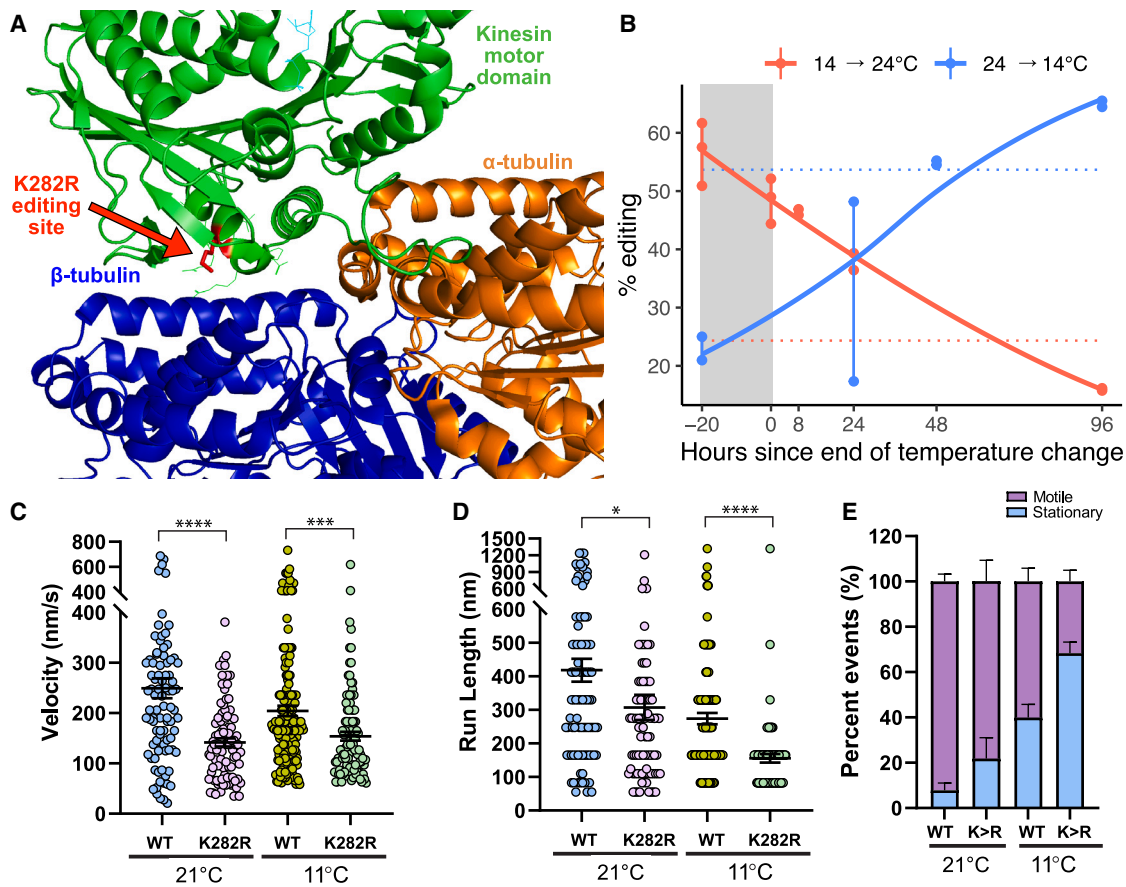 A
Kinesin
motor
domain
α-tubulin
K282R
editing
site
β-tubulin
B
14 → 24°C
24 → 14°C
% editing
60
50
40
30
20
−20
0
8
24
48
96
Hours since end of temperature change
C
Velocity (nm/s)
800
600
400
400
300
200
100
0
****
***
WT
K282R
WT
K282R
21°C
11°C
D
Run Length (nm)
1500
1200
900
600
600
500
400
300
200
100
0
*
****
WT
K282R
WT
K282R
21°C
11°C
E
Motile
Stationary
Percent events (%)
120
100
80
60
40
20
0
WT
K>R
WT
K>R
21°C
11°C